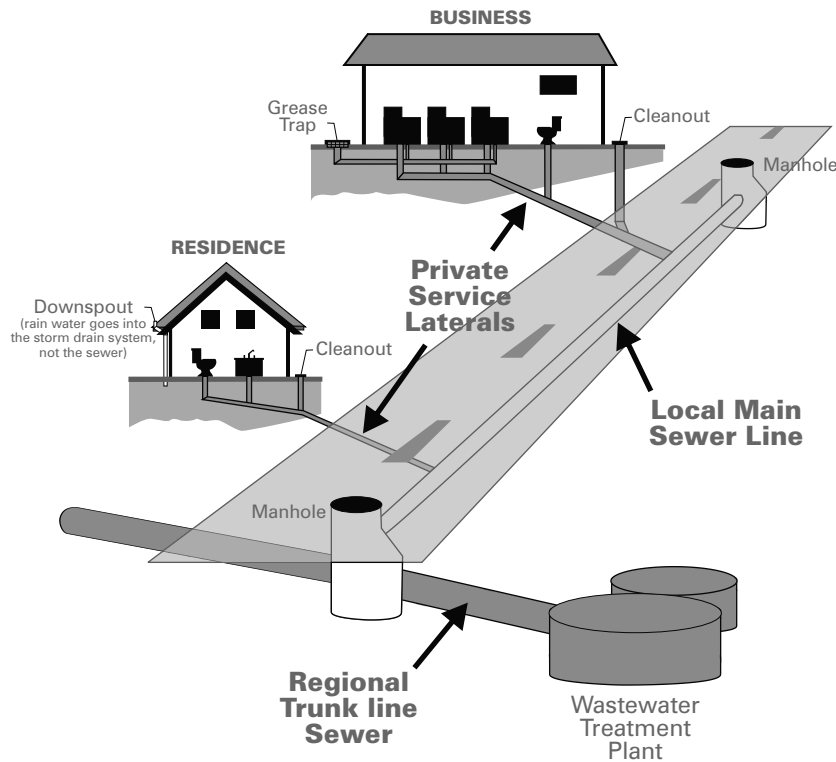 BUSINESS
Grease
Trap
Cleanout
Manhole
RESIDENCE
Private
Service
Laterals
Downspout
(rain water goes into
the storm drain system,
not the sewer)
Cleanout
Local Main
Sewer Line
Manhole
Regional
Trunk line
Sewer
Wastewater
Treatment
Plant